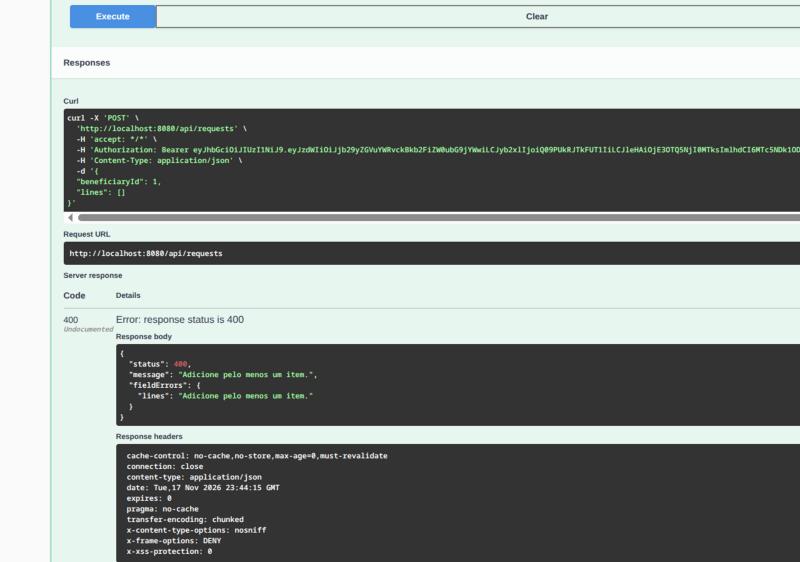 Execute
Clear
Responses
Curl
curl -X 'POST' \
'http://localhost:8080/api/requests' \
-H 'accept: */*' \
-H 'Authorization: Bearer
-H 'Content-Type: application/json' \
-d '{
"beneficiaryId": 1,
"lines": []
}'
Request URL
http://localhost:8080/api/requests
Server response
Code
Details
400
Undocumented
Error: response status is 400
Response body
{
"status": 400,
"message": "Adicione pelo menos um item.",
"fieldErrors": {
"lines": "Adicione pelo menos um item."
}
}
Response headers
cache-control: no-cache,no-store,max-age=0,must-revalidate
connection: close
content-type: application/json
date: Tue,17 Nov 2026 23:44:15 GMT
expires: 0
pragma: no-cache
transfer-encoding: chunked
x-content-type-options: nosniff
x-frame-options: DENY
x-xss-protection: 0